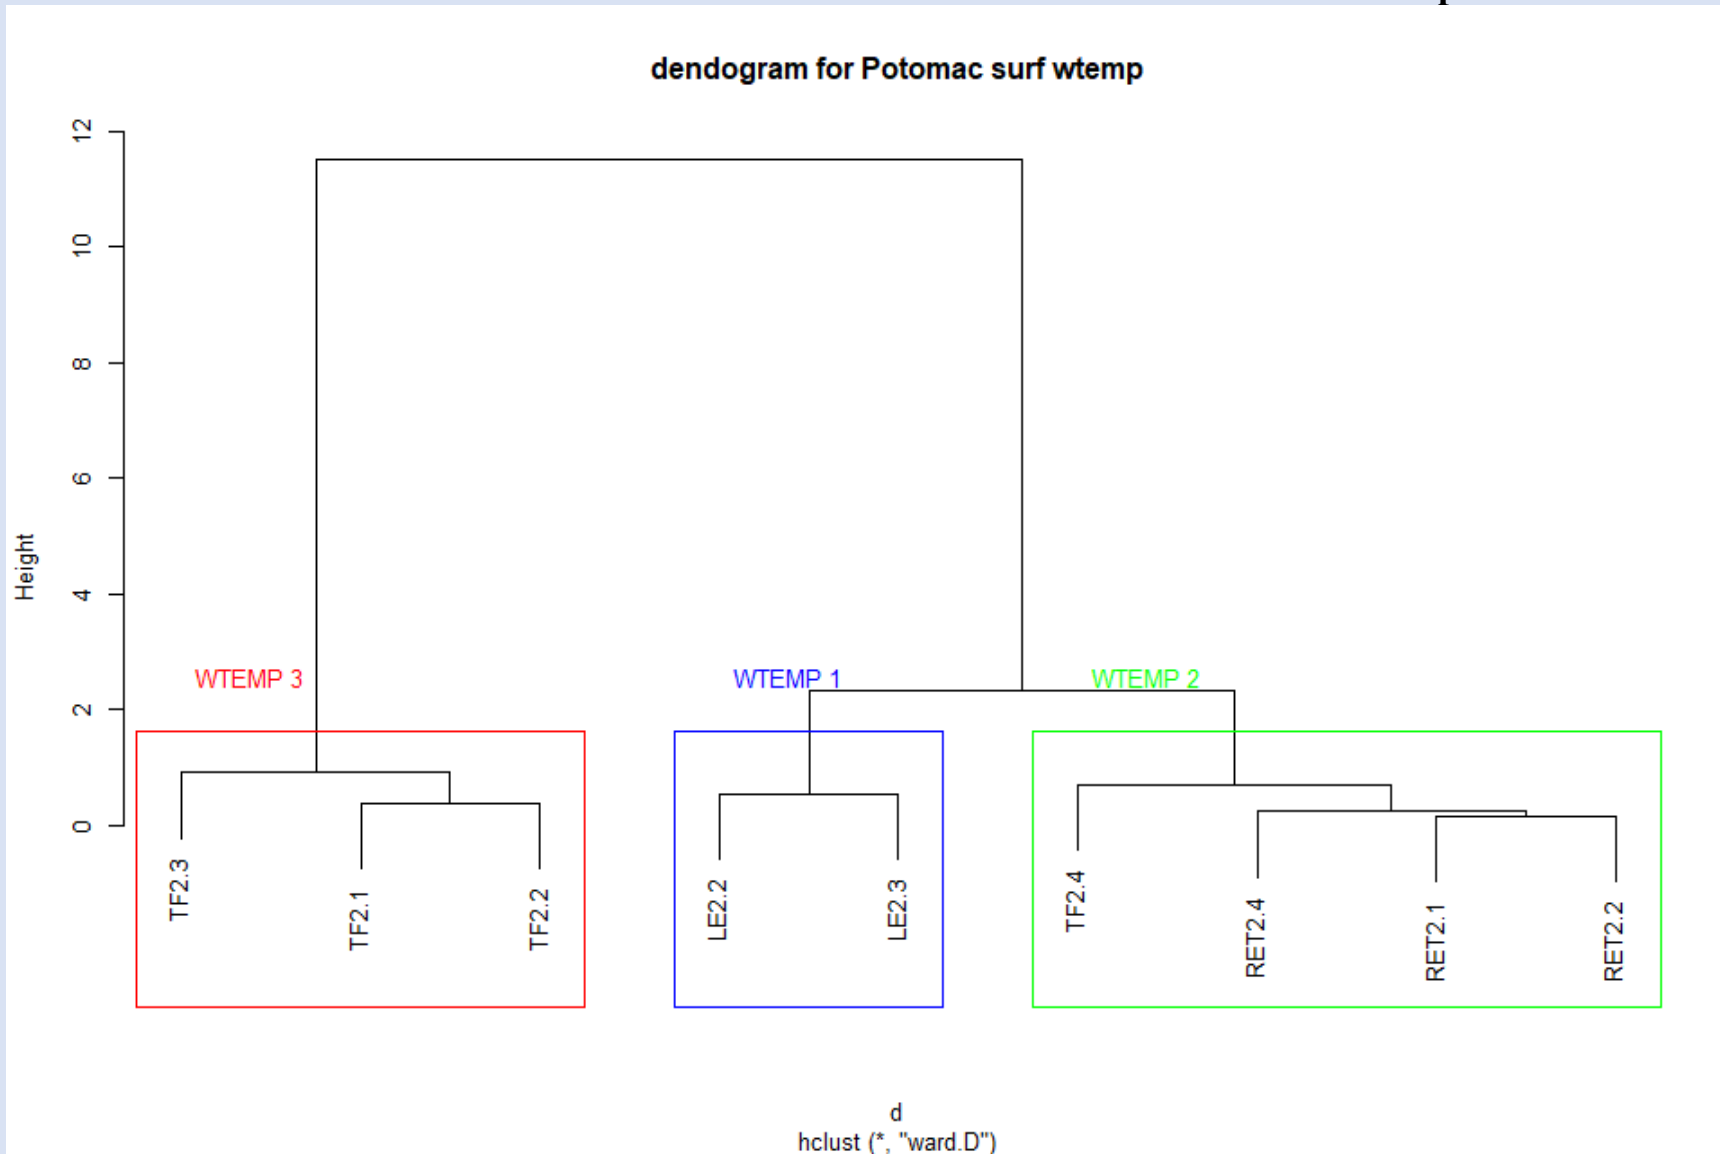 dendogram for Potomac surf wtemp
12
10
8
6
4
2
0
Height
WTEMP 3
WTEMP 1
WTEMP 2
TF2.3
TF2.1
TF2.2
LE2.2
LE2.3
TF2.4
RET2.4
RET2.1
RET2.2
d
hclust (*, "ward.D")